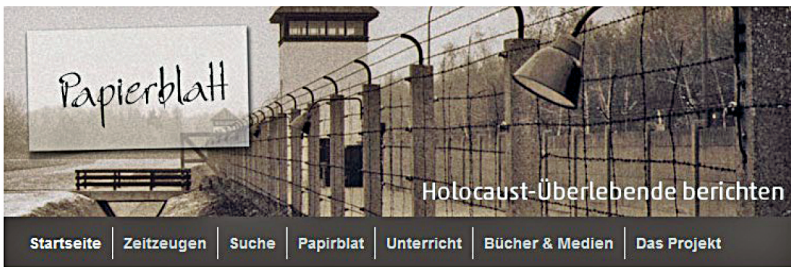 Papierblatt
Holocaust-Überlebende berichten
Startseite Zeitzeugen Suche Papirblat Unterricht Bücher & Medien Das Projekt